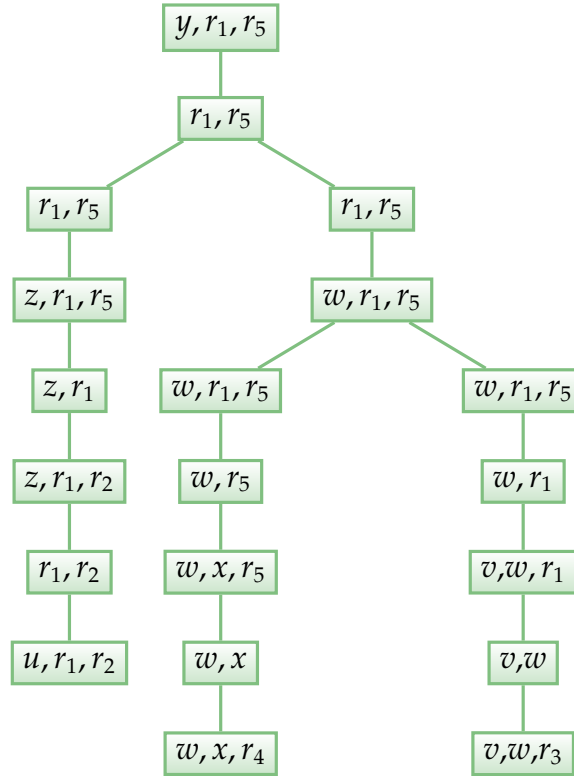 y, r₁, r₅
r₁, r₅
r₁, r₅ r₁, r₅
z, r₁, r₅ w, r₁, r₅
z, r₁ w, r₁, r₅ w, r₁, r₅
z, r₁, r₂ w, r₅ w, r₁
r₁, r₂ w, x, r₅ v,w, r₁
u, r₁, r₂ w, x v,w
w, x, r₄ v,w,r₃